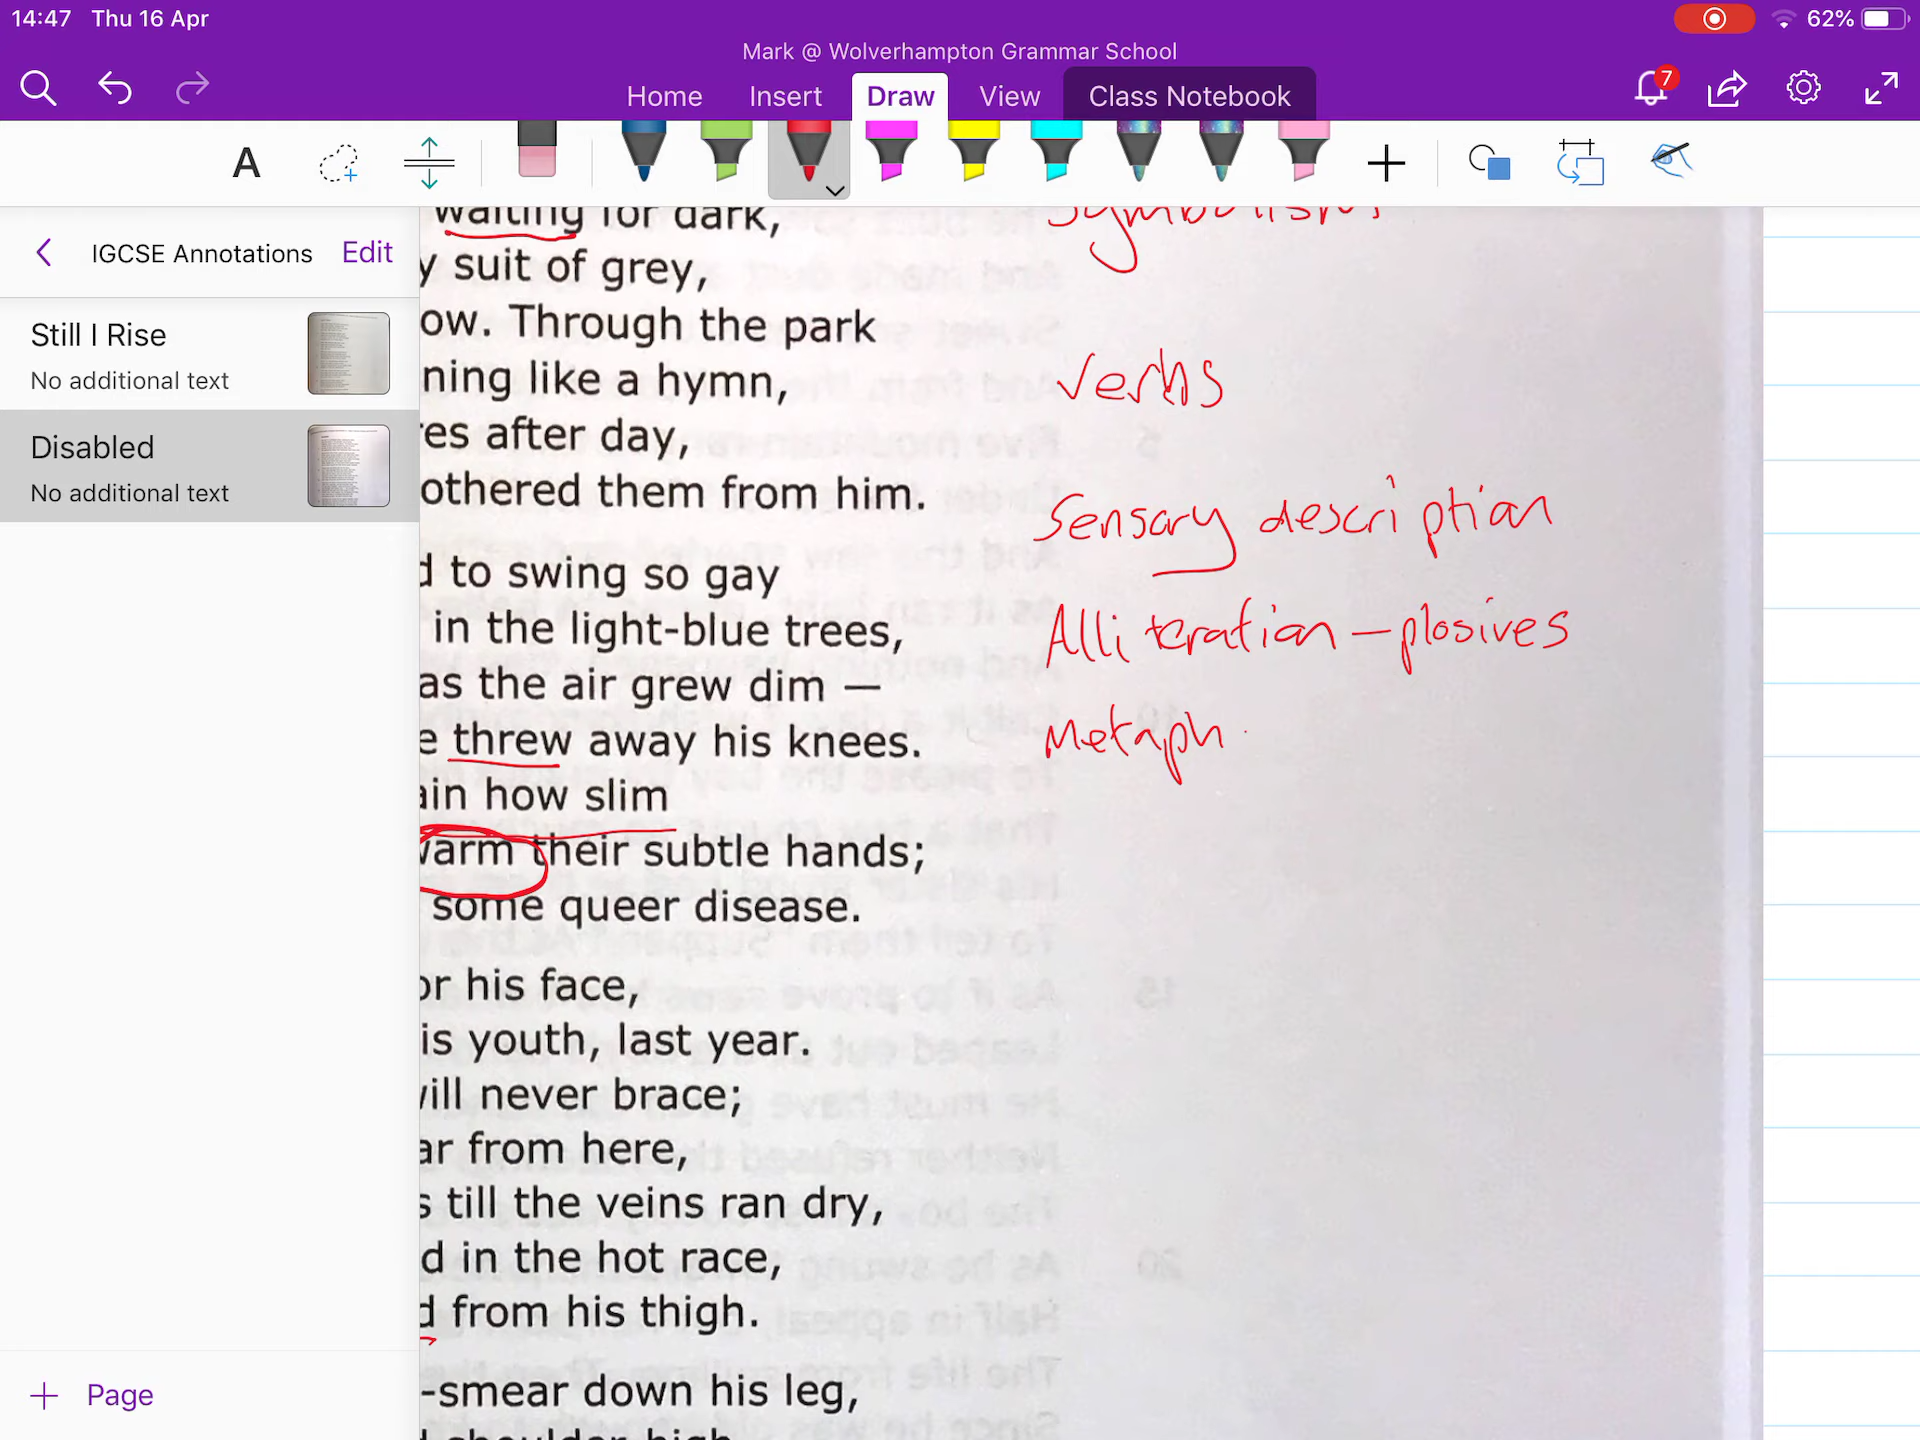 14:47 Thu 16 Apr
62%
Mark @ Wolverhampton Grammar School
Home Insert Draw View Class Notebook
7
A
IGCSE Annotations Edit
Still I Rise
No additional text
Disabled
No additional text
Page
waiting for dark,
y suit of grey,
ow. Through the park
ning like a hymn,
res after day,
othered them from him.
d to swing so gay
in the light-blue trees,
as the air grew dim —
e threw away his knees.
ain how slim
warm their subtle hands;
some queer disease.
or his face,
is youth, last year.
will never brace;
ar from here,
s till the veins ran dry,
d in the hot race,
d from his thigh.
-smear down his leg,
shoulder-high
Symbolism
Verbs
Sensory description
Alliteration – plosives
Metaph